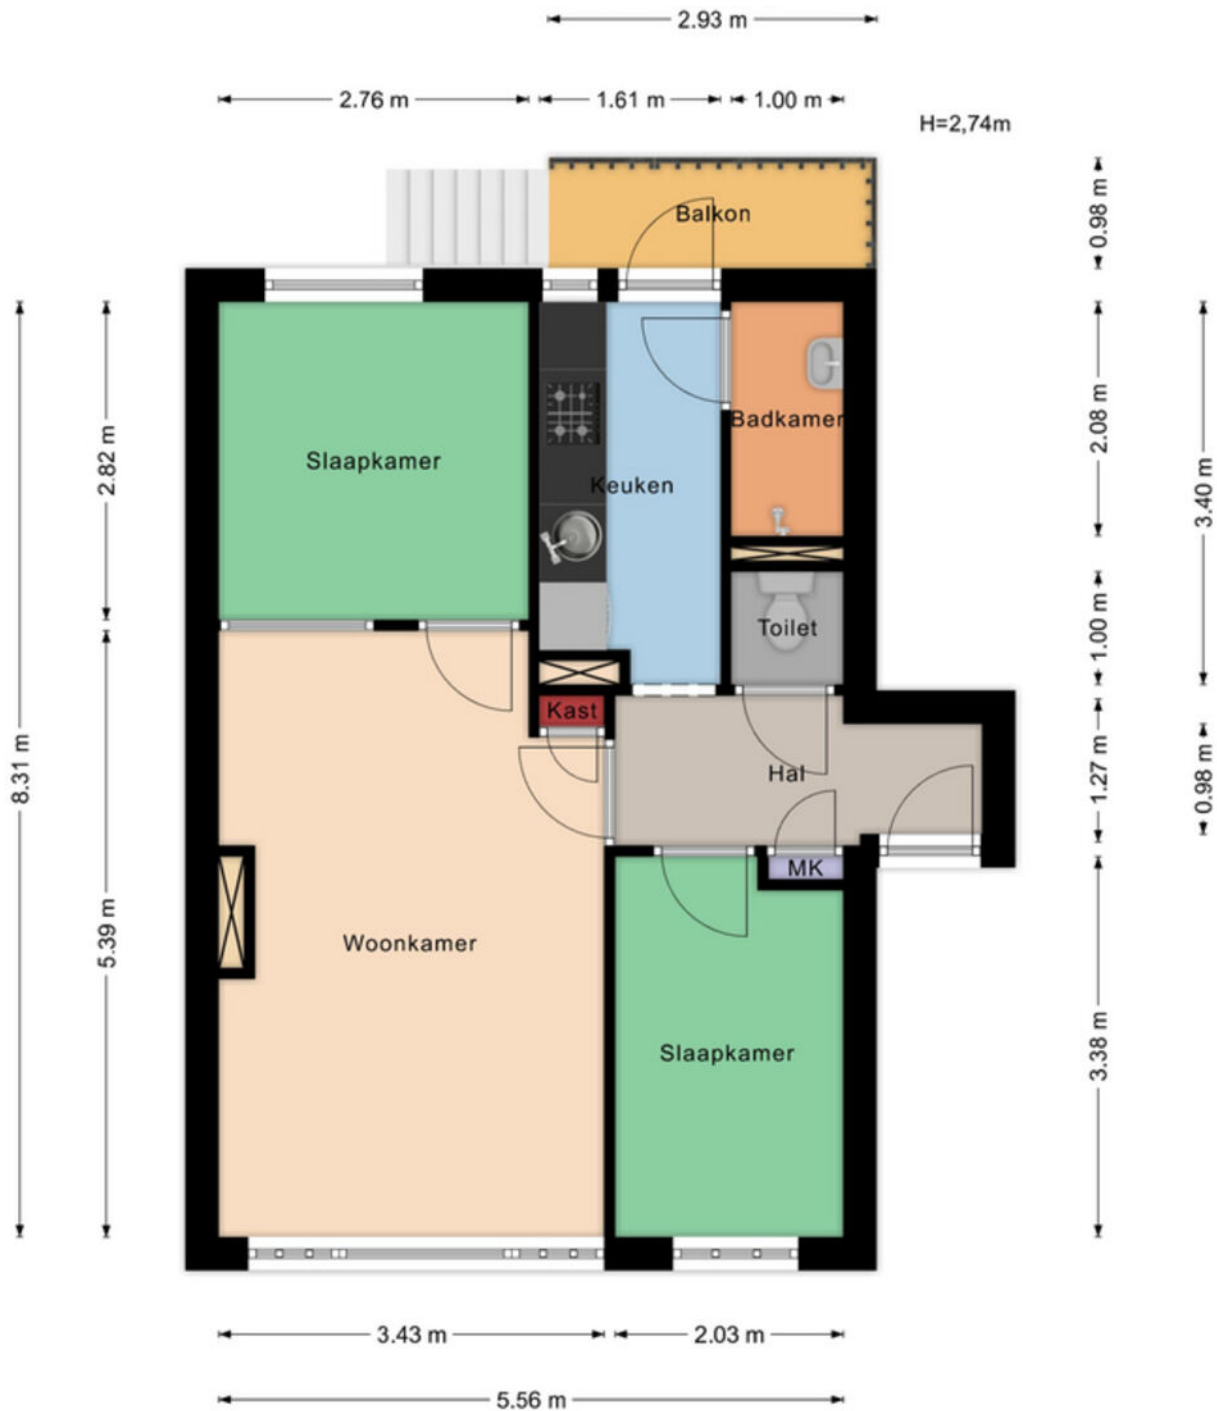 2.93 m
2.76 m
1.61 m
1.00 m
H=2,74m
Balkon
0.98 m
Slaapkamer
Keuken
Badkamer
2.82 m
2.08 m
3.40 m
Toilet
1.00 m
Kast
Hal
1.27 m
0.98 m
8.31 m
MK
Woonkamer
5.39 m
Slaapkamer
3.38 m
3.43 m
2.03 m
5.56 m